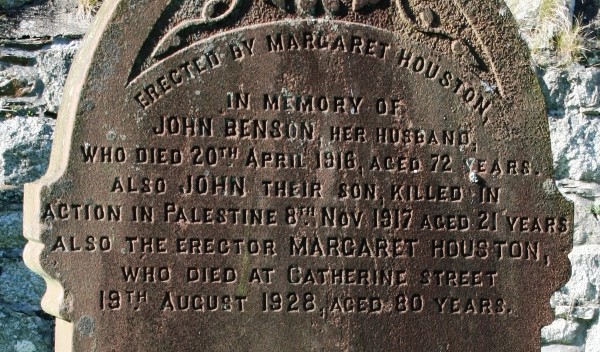 ERECTED BY MARGARET HOUSTON,
IN MEMORY OF
JOHN BENSON, HER HUSBAND,
WHO DIED 20TH APRIL 1916, AGED 72 YEARS.
ALSO JOHN THEIR SON, KILLED IN
ACTION IN PALESTINE 8TH NOV 1917 AGED 21 YEARS
ALSO THE ERECTOR MARGARET HOUSTON,
WHO DIED AT CATHERINE STREET
19TH AUGUST 1928, AGED 80 YEARS.